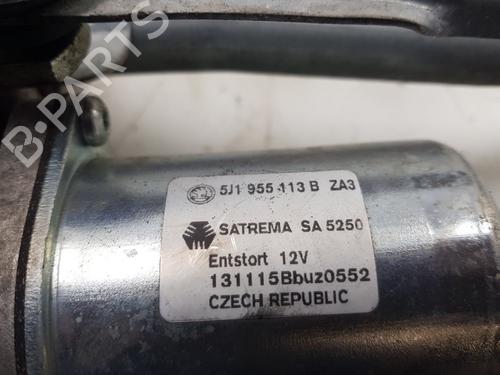 B-PARTS
5J1 955 113 B ZA3
SATREMA SA 5250
Entstort 12V
131115Bbuz0552
CZECH REPUBLIC